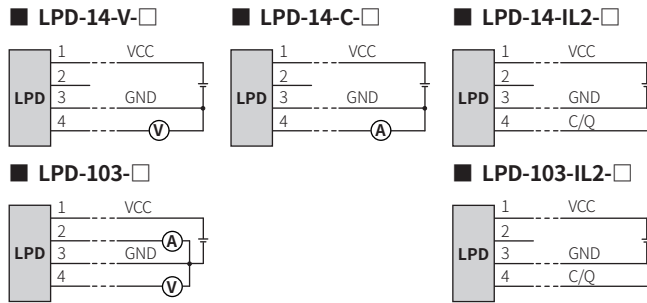 ■ LPD-14-V-□
1 VCC
2
LPD 3 GND
4 V
■ LPD-14-C-□
1 VCC
2
LPD 3 GND
4 A
■ LPD-14-IL2-□
1 VCC
2
LPD 3 GND
4 C/Q
■ LPD-103-□
1 VCC
2 A
LPD 3 GND
4 V
■ LPD-103-IL2-□
1 VCC
2
LPD 3 GND
4 C/Q